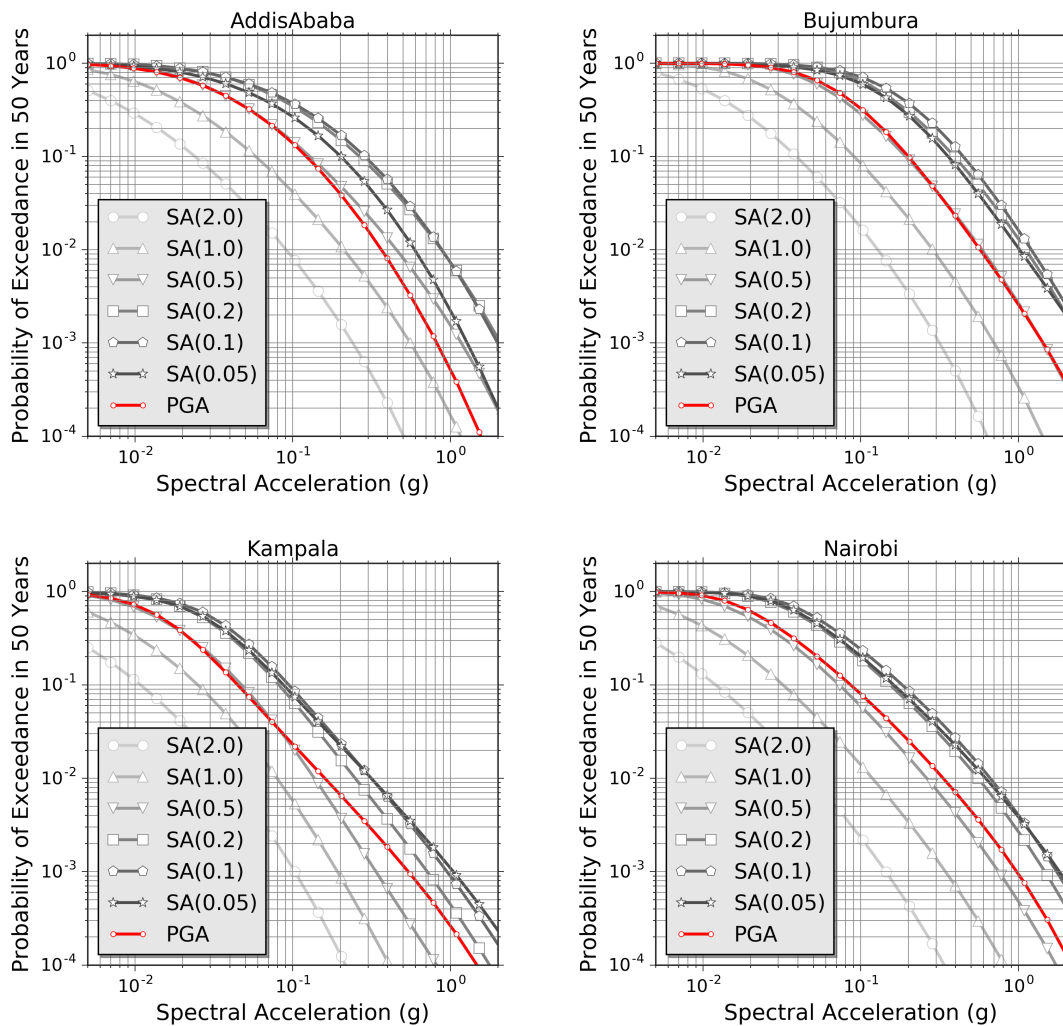 AddisAbaba
Probability of Exceedance in 50 Years
10^0
10^-1
10^-2
10^-3
10^-4
SA(2.0)
SA(1.0)
SA(0.5)
SA(0.2)
SA(0.1)
SA(0.05)
PGA
10^-2 10^-1 10^0
Spectral Acceleration (g)
Bujumbura
Probability of Exceedance in 50 Years
10^0
10^-1
10^-2
10^-3
10^-4
SA(2.0)
SA(1.0)
SA(0.5)
SA(0.2)
SA(0.1)
SA(0.05)
PGA
10^-2 10^-1 10^0
Spectral Acceleration (g)
Kampala
Probability of Exceedance in 50 Years
10^0
10^-1
10^-2
10^-3
10^-4
SA(2.0)
SA(1.0)
SA(0.5)
SA(0.2)
SA(0.1)
SA(0.05)
PGA
10^-2 10^-1 10^0
Spectral Acceleration (g)
Nairobi
Probability of Exceedance in 50 Years
10^0
10^-1
10^-2
10^-3
10^-4
SA(2.0)
SA(1.0)
SA(0.5)
SA(0.2)
SA(0.1)
SA(0.05)
PGA
10^-2 10^-1 10^0
Spectral Acceleration (g)